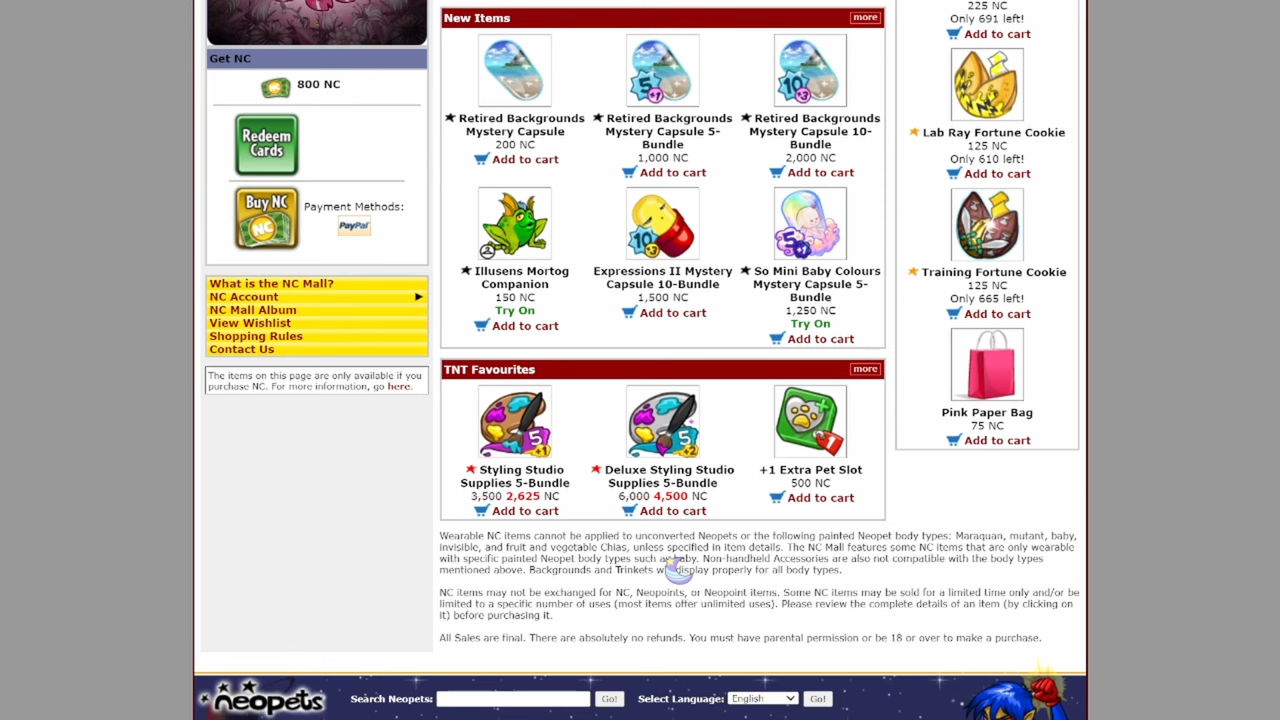 Get NC
800 NC
Redeem
Cards
Buy NC
NC
Payment Methods:
PayPal
What is the NC Mall?
NC Account
NC Mall Album
View Wishlist
Shopping Rules
Contact Us
The items on this page are only available if you
purchase NC. For more information, go here.
New Items
more
Retired Backgrounds
Mystery Capsule
200 NC
Add to cart
5 +1
Retired Backgrounds
Mystery Capsule 5-
Bundle
1,000 NC
Add to cart
10 +3
Retired Backgrounds
Mystery Capsule 10-
Bundle
2,000 NC
Add to cart
2
Illusens Mortog
Companion
150 NC
Try On
Add to cart
10 +3
Expressions II Mystery
Capsule 10-Bundle
1,500 NC
Add to cart
5 +1
So Mini Baby Colours
Mystery Capsule 5-
Bundle
1,250 NC
Try On
Add to cart
TNT Favourites
more
5 +1
Styling Studio
Supplies 5-Bundle
3,500 2,625 NC
Add to cart
5 +2
Deluxe Styling Studio
Supplies 5-Bundle
6,000 4,500 NC
Add to cart
+1
+1 Extra Pet Slot
500 NC
Add to cart
225 NC
Only 691 left!
Add to cart
Lab Ray Fortune Cookie
125 NC
Only 610 left!
Add to cart
Training Fortune Cookie
125 NC
Only 665 left!
Add to cart
Pink Paper Bag
75 NC
Add to cart
Wearable NC items cannot be applied to unconverted Neopets or the following painted Neopet body types: Maraquan, mutant, baby,
invisible, and fruit and vegetable Chias, unless specified in item details. The NC Mall features some NC items that are only wearable
with specific painted Neopet body types such as baby. Non-handheld Accessories are also not compatible with the body types
mentioned above. Backgrounds and Trinkets display properly for all body types.
NC items may not be exchanged for NC, Neopoints, or Neopoint items. Some NC items may be sold for a limited time only and/or be
limited to a specific number of uses (most items offer unlimited uses). Please review the complete details of an item (by clicking on
it) before purchasing it.
All Sales are final. There are absolutely no refunds. You must have parental permission or be 18 or over to make a purchase.
neopets
Search Neopets:
Go!
Select Language:
English
Go!